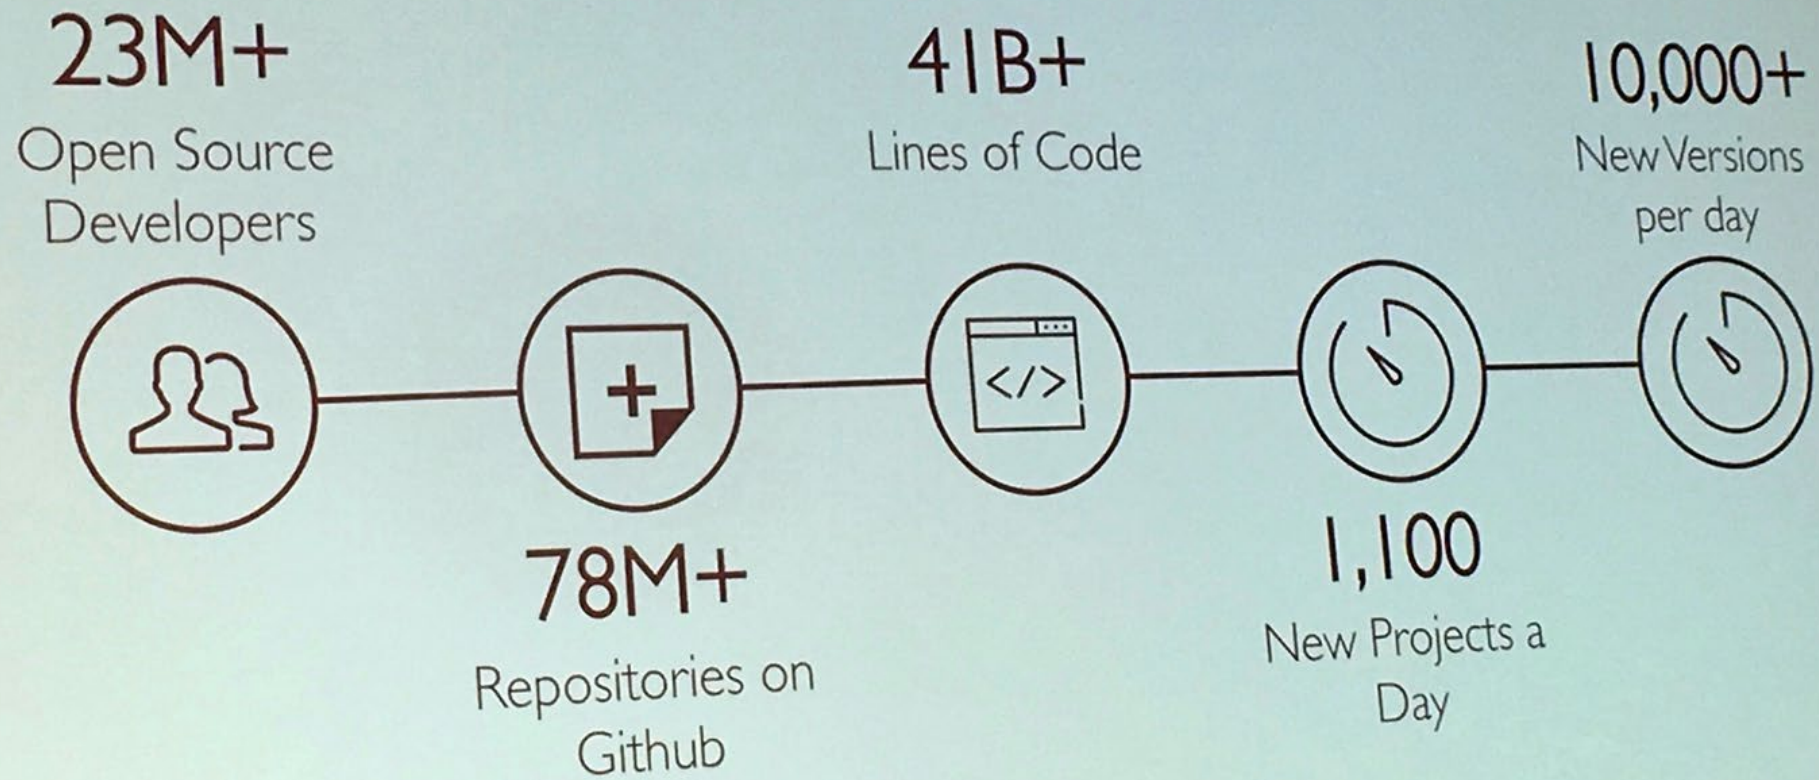 23M+
Open Source
Developers
78M+
Repositories on
Github
41B+
Lines of Code
</>
1,100
New Projects a
Day
10,000+
New Versions
per day